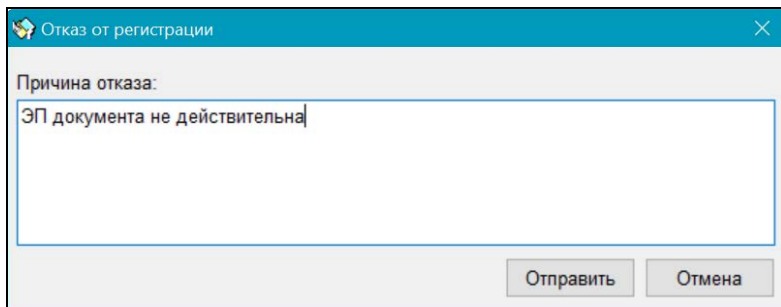 Отказ от регистрации
Причина отказа:
ЭП документа не действительна
Отправить Отмена